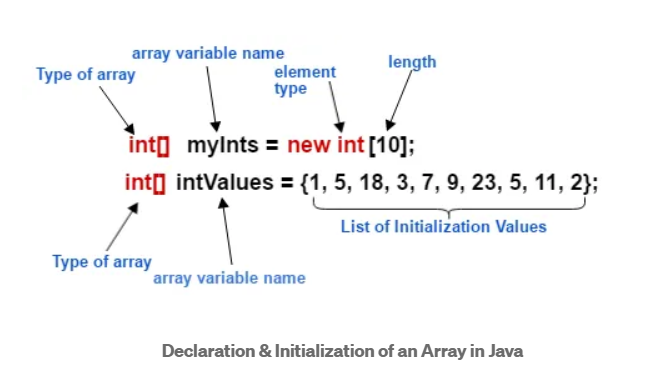 array variable name
Type of array
element
type
length
int[] myInts = new int [10];
int[] intValues = {1, 5, 18, 3, 7, 9, 23, 5, 11, 2};
List of Initialization Values
Type of array
array variable name
Declaration & Initialization of an Array in Java